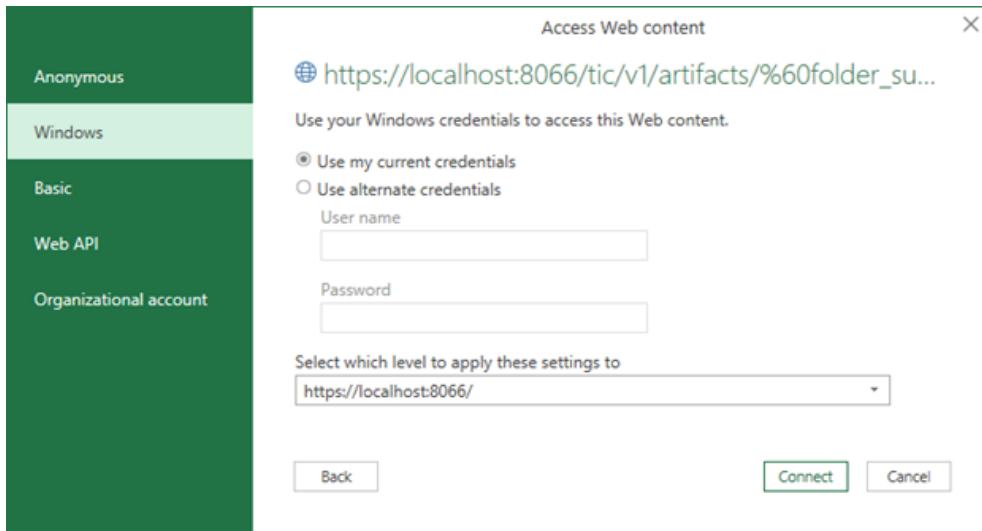 Access Web content
Anonymous
Windows
Basic
Web API
Organizational account
https://localhost:8066/tic/v1/artifacts/%60folder_su...
Use your Windows credentials to access this Web content.
Use my current credentials
Use alternate credentials
User name
Password
Select which level to apply these settings to
https://localhost:8066/
Back
Connect
Cancel